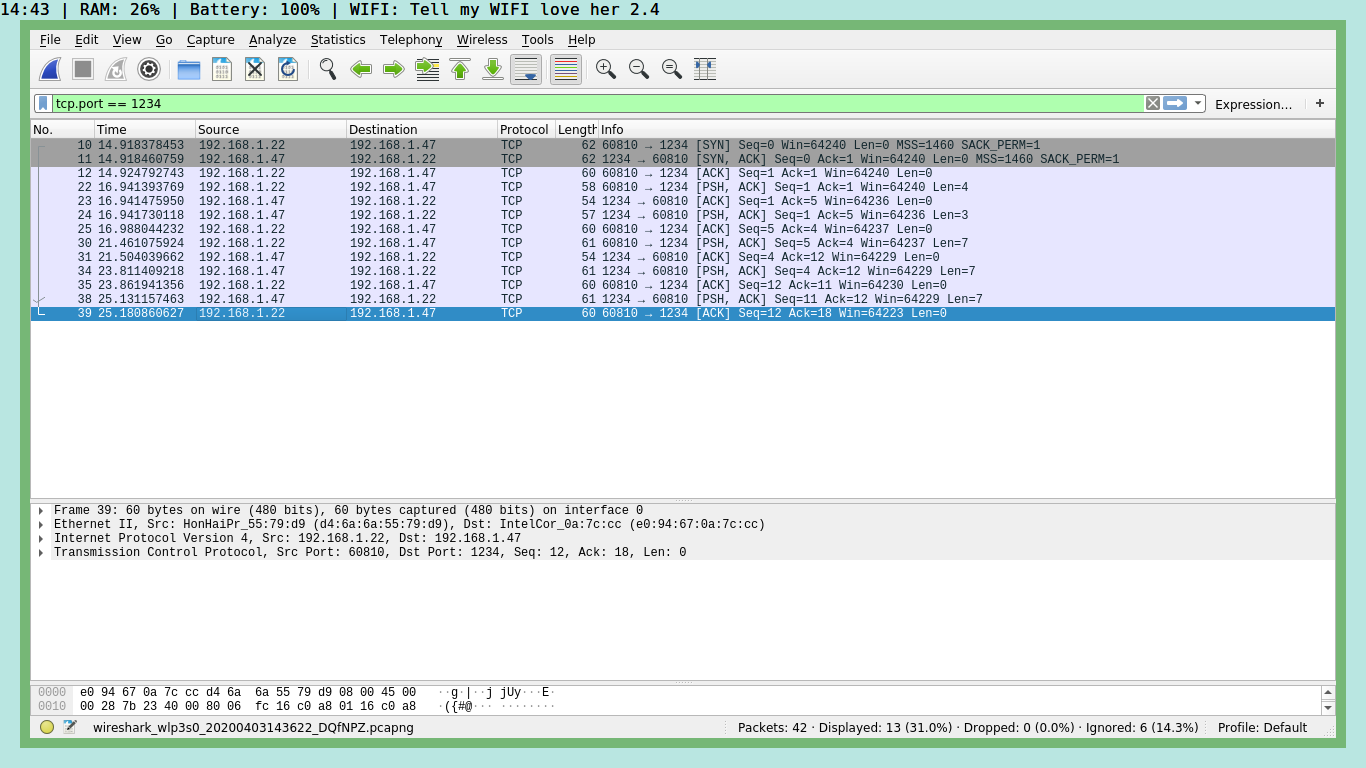 14:43 | RAM: 26% | Battery: 100% | WIFI: Tell my WIFI love her 2.4
File Edit View Go Capture Analyze Statistics Telephony Wireless Tools Help
tcp.port == 1234 Expression… +
No. Time Source Destination Protocol Length Info
10 14.918378453 192.168.1.22 192.168.1.47 TCP 62 60810 → 1234 [SYN] Seq=0 Win=64240 Len=0 MSS=1460 SACK_PERM=1
11 14.918460759 192.168.1.47 192.168.1.22 TCP 62 1234 → 60810 [SYN, ACK] Seq=0 Ack=1 Win=64240 Len=0 MSS=1460 SACK_PERM=1
12 14.924792743 192.168.1.22 192.168.1.47 TCP 60 60810 → 1234 [ACK] Seq=1 Ack=1 Win=64240 Len=0
22 16.941393769 192.168.1.22 192.168.1.47 TCP 58 60810 → 1234 [PSH, ACK] Seq=1 Ack=1 Win=64240 Len=4
23 16.941475950 192.168.1.47 192.168.1.22 TCP 54 1234 → 60810 [ACK] Seq=1 Ack=5 Win=64236 Len=0
24 16.941730118 192.168.1.47 192.168.1.22 TCP 57 1234 → 60810 [PSH, ACK] Seq=1 Ack=5 Win=64236 Len=3
25 16.988044232 192.168.1.22 192.168.1.47 TCP 60 60810 → 1234 [ACK] Seq=5 Ack=4 Win=64237 Len=0
30 21.461075924 192.168.1.22 192.168.1.47 TCP 61 60810 → 1234 [PSH, ACK] Seq=5 Ack=4 Win=64237 Len=7
31 21.504039662 192.168.1.47 192.168.1.22 TCP 54 1234 → 60810 [ACK] Seq=4 Ack=12 Win=64229 Len=0
34 23.811409218 192.168.1.47 192.168.1.22 TCP 61 1234 → 60810 [PSH, ACK] Seq=4 Ack=12 Win=64229 Len=7
35 23.861941356 192.168.1.22 192.168.1.47 TCP 60 60810 → 1234 [ACK] Seq=12 Ack=11 Win=64230 Len=0
38 25.131157463 192.168.1.47 192.168.1.22 TCP 61 1234 → 60810 [PSH, ACK] Seq=11 Ack=12 Win=64229 Len=7
39 25.180860627 192.168.1.22 192.168.1.47 TCP 60 60810 → 1234 [ACK] Seq=12 Ack=18 Win=64223 Len=0
Frame 39: 60 bytes on wire (480 bits), 60 bytes captured (480 bits) on interface 0
Ethernet II, Src: HonHaiPr_55:79:d9 (d4:6a:6a:55:79:d9), Dst: IntelCor_0a:7c:cc (e0:94:67:0a:7c:cc)
Internet Protocol Version 4, Src: 192.168.1.22, Dst: 192.168.1.47
Transmission Control Protocol, Src Port: 60810, Dst Port: 1234, Seq: 12, Ack: 18, Len: 0
0000 e0 94 67 0a 7c cc d4 6a 6a 55 79 d9 08 00 45 00 ··g·|··j jUy···E·
0010 00 28 7b 23 40 00 80 06 fc 16 c0 a8 01 16 c0 a8 ·({#@··· ········
wireshark_wlp3s0_20200403143622_DQfNPZ.pcapng Packets: 42 · Displayed: 13 (31.0%) · Dropped: 0 (0.0%) · Ignored: 6 (14.3%) Profile: Default